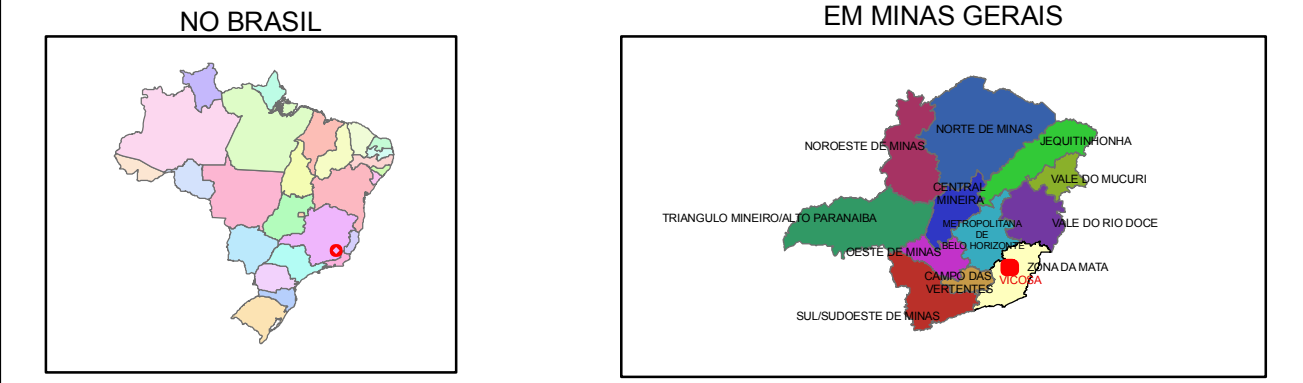 NO BRASIL
EM MINAS GERAIS
NORTE DE MINAS
NOROESTE DE MINAS
JEQUITINHONHA
VALE DO MUCURI
CENTRAL
MINEIRA
TRIANGULO MINEIRO/ALTO PARANAIBA
METROPOLITANA
DE
BELO HORIZONTE
VALE DO RIO DOCE
OESTE DE MINAS
ZONA DA MATA
CAMPO DAS
VERTENTES
VICOSA
SUL/SUDOESTE DE MINAS